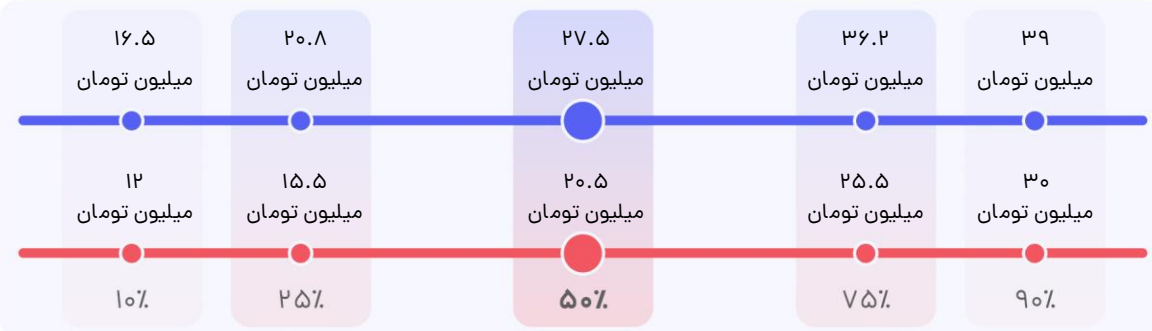 ۱۶.۵ ۲۰.۸ ۲۷.۵ ۳۶.۲ ۳۹
میلیون تومان میلیون تومان میلیون تومان میلیون تومان میلیون تومان
۱۲ ۱۵.۵ ۲۰.۵ ۲۵.۵ ۳۰
میلیون تومان میلیون تومان میلیون تومان میلیون تومان میلیون تومان
۱۰٪ ۲۵٪ ۵۰٪ ۷۵٪ ۹۰٪